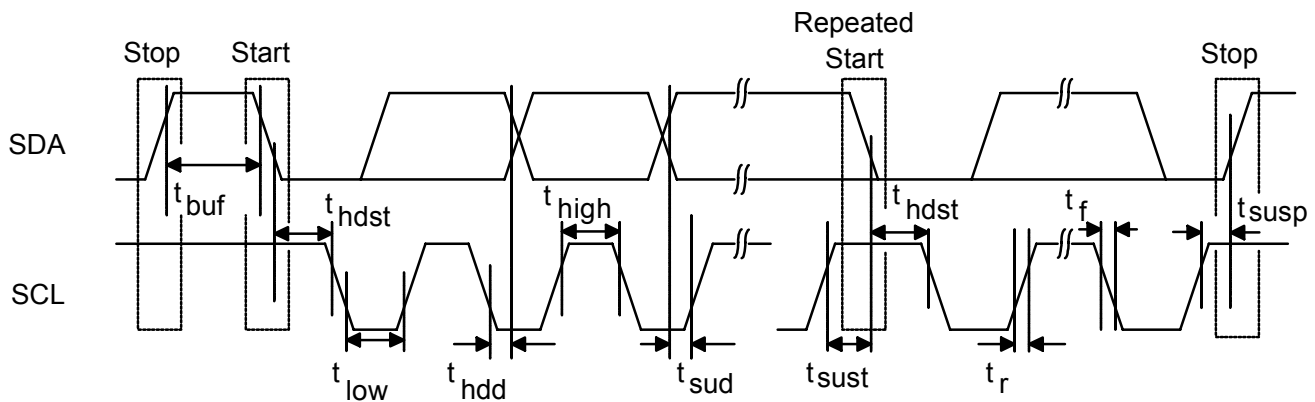 Repeated
Stop Start Start Stop
SDA
t buf t hdst t high t hdst t f t susp
SCL
t low t hdd t sud t sust t r